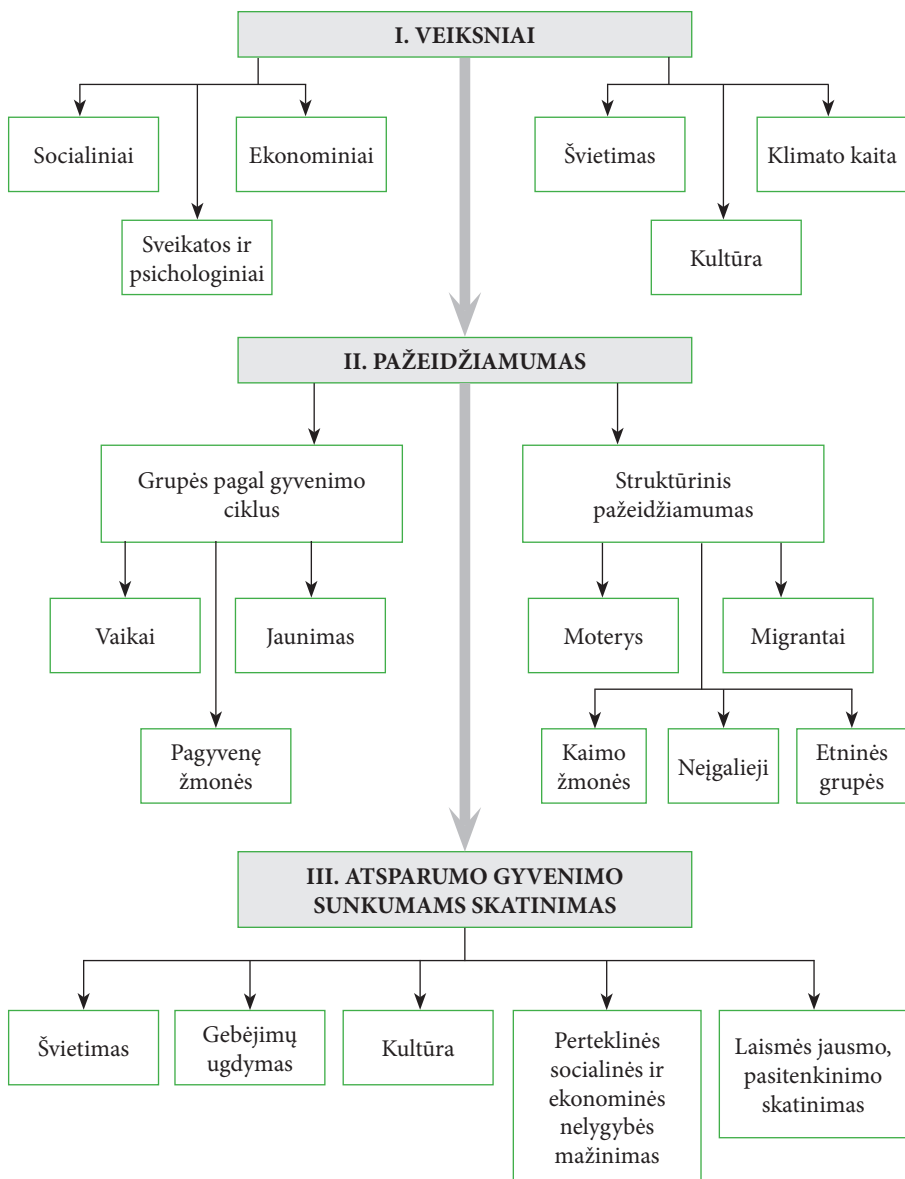 I. VEIKSNIAI
Socialiniai
Ekonominiai
Švietimas
Klimato kaita
Sveikatos ir
psichologiniai
Kultūra
II. PAŽEIDŽIAMUMAS
Grupės pagal gyvenimo
ciklus
Struktūrinis
pažeidžiamumas
Vaikai
Jaunimas
Moterys
Migrantai
Pagyvenę
žmonės
Kaimo
žmonės
Neįgalieji
Etninės
grupės
III. ATSPARUMO GYVENIMO
SUNKUMAMS SKATINIMAS
Švietimas
Gebėjimų
ugdymas
Kultūra
Perteklinės
socialinės ir
ekonominės
nelygybės
mažinimas
Laismės jausmo,
pasitenkinimo
skatinimas